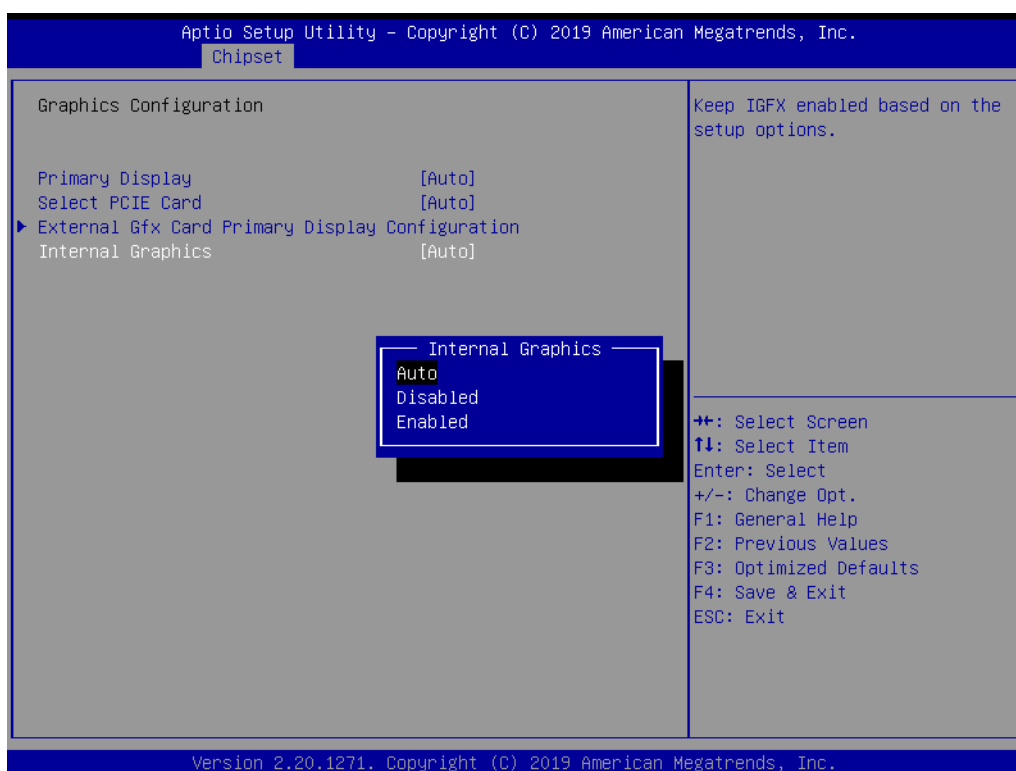 Aptio Setup Utility – Copyright (C) 2019 American Megatrends, Inc.
Chipset
Graphics Configuration
Primary Display [Auto]
Select PCIE Card [Auto]
External Gfx Card Primary Display Configuration
Internal Graphics [Auto]
Internal Graphics
Auto
Disabled
Enabled
Keep IGFX enabled based on the
setup options.
→←: Select Screen
↑↓: Select Item
Enter: Select
+/-: Change Opt.
F1: General Help
F2: Previous Values
F3: Optimized Defaults
F4: Save & Exit
ESC: Exit
Version 2.20.1271. Copyright (C) 2019 American Megatrends, Inc.